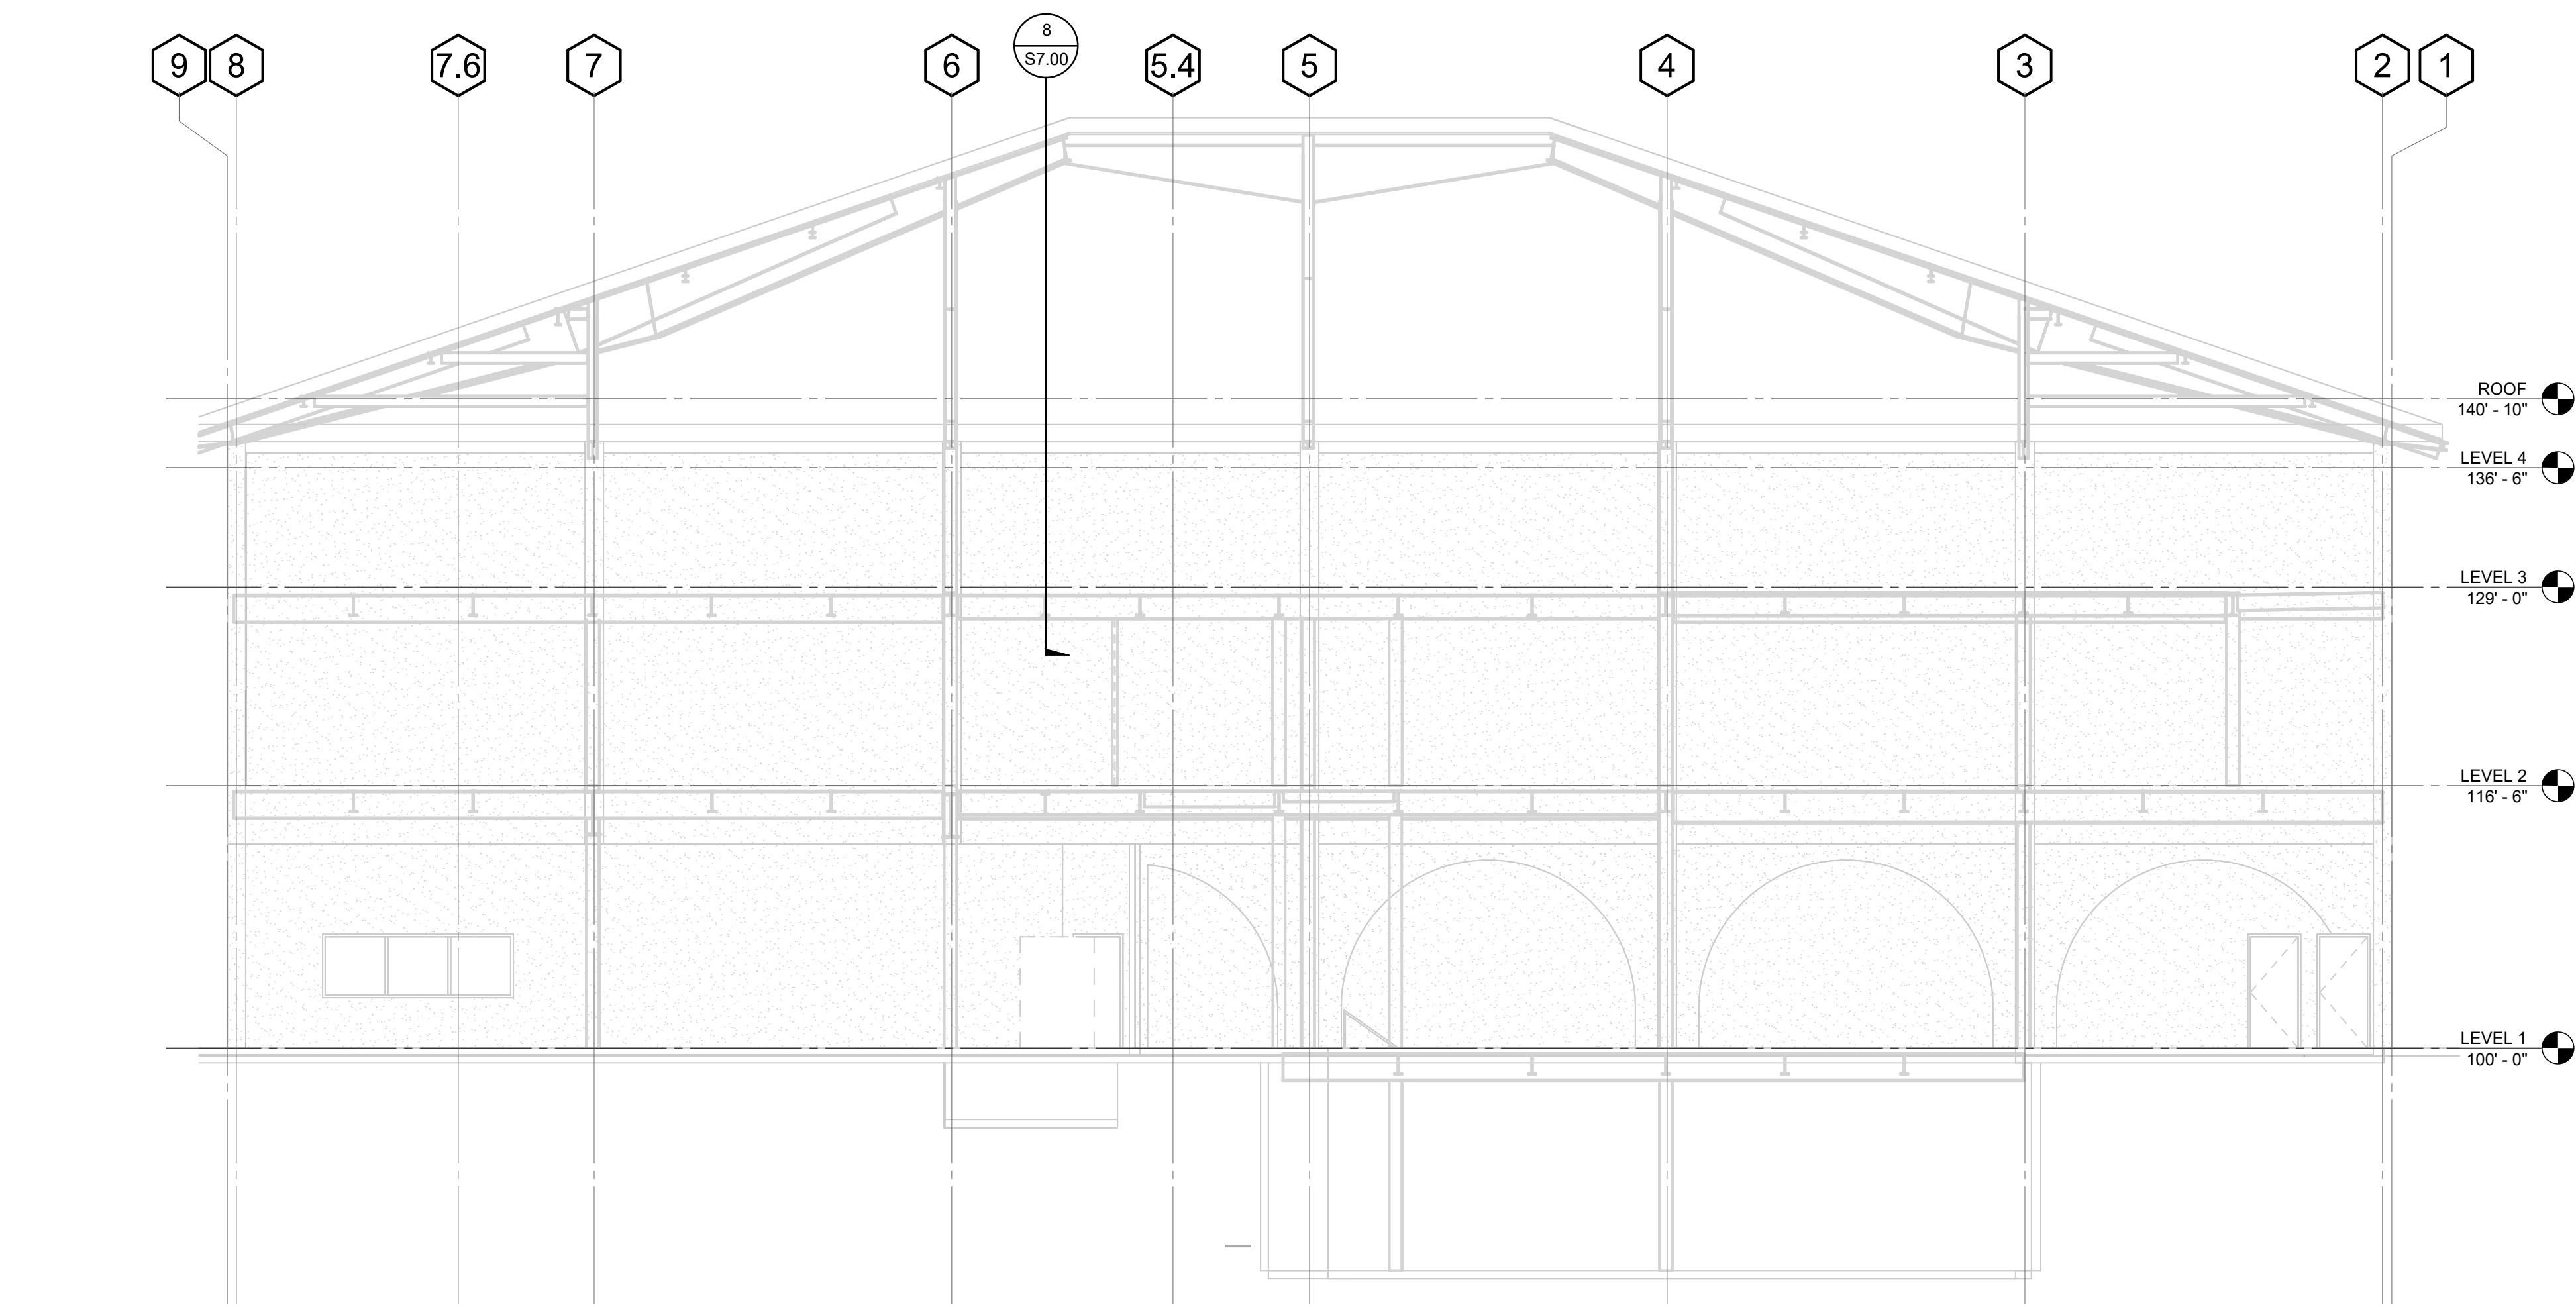 9
8
7.6
7
6
8
S7.00
5.4
5
4
3
2
1
ROOF
140' - 10"
LEVEL 4
136' - 6"
LEVEL 3
129' - 0"
LEVEL 2
116' - 6"
LEVEL 1
100' - 0"